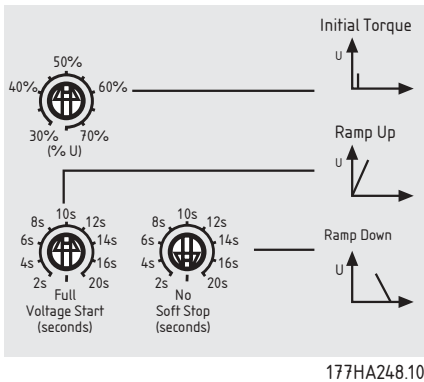 Initial Torque
U
50%
40% 60%
30% 70%
(% U)
Ramp Up
U
10s
8s 12s
6s 14s
4s 16s
2s 20s
Full
Voltage Start
(seconds)
10s
8s 12s
6s 14s
4s 16s
2s 20s
No
Soft Stop
(seconds)
Ramp Down
U
177HA248.10